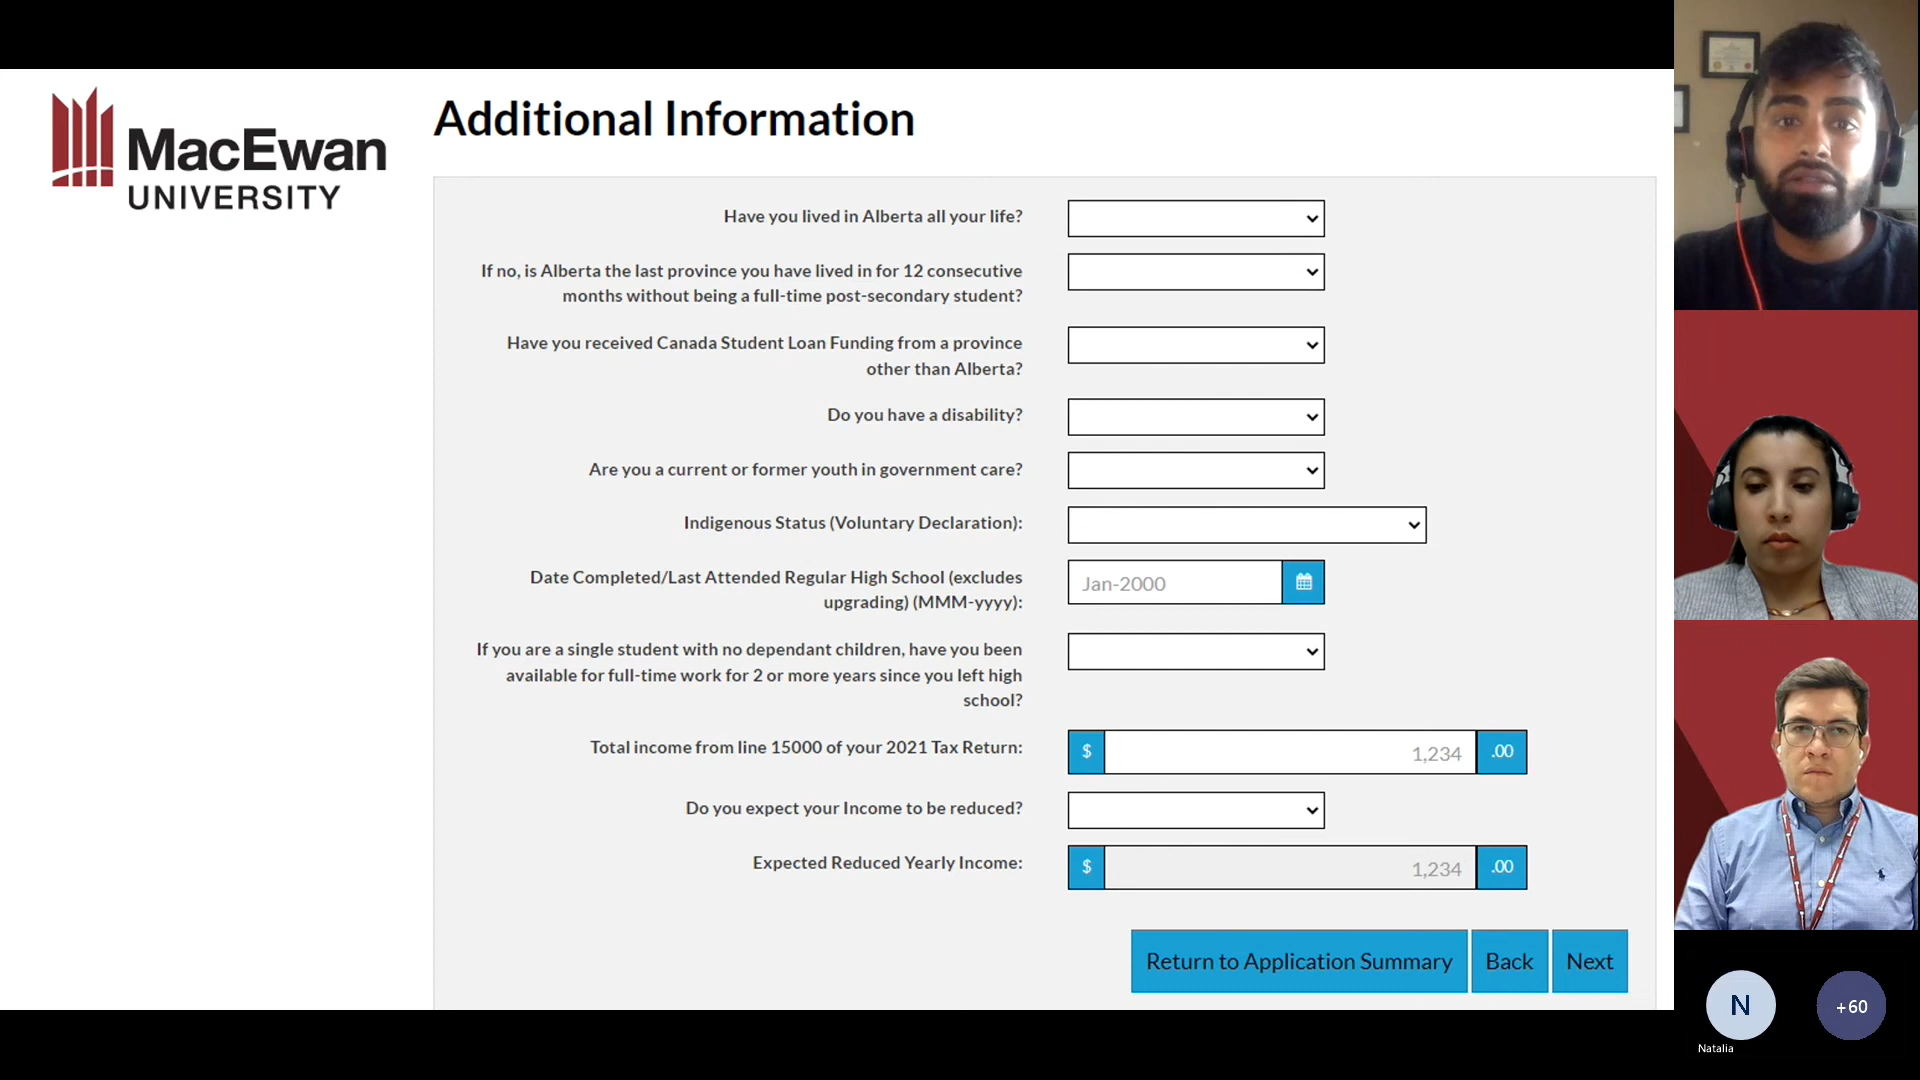 MacEwan
UNIVERSITY
Additional Information
Have you lived in Alberta all your life?
If no, is Alberta the last province you have lived in for 12 consecutive
months without being a full-time post-secondary student?
Have you received Canada Student Loan Funding from a province
other than Alberta?
Do you have a disability?
Are you a current or former youth in government care?
Indigenous Status (Voluntary Declaration):
Date Completed/Last Attended Regular High School (excludes
upgrading) (MMM-yyyy):
Jan-2000
If you are a single student with no dependant children, have you been
available for full-time work for 2 or more years since you left high
school?
Total income from line 15000 of your 2021 Tax Return:
$ 1,234 .00
Do you expect your Income to be reduced?
Expected Reduced Yearly Income:
$ 1,234 .00
Return to Application Summary Back Next
N
+60
Natalia